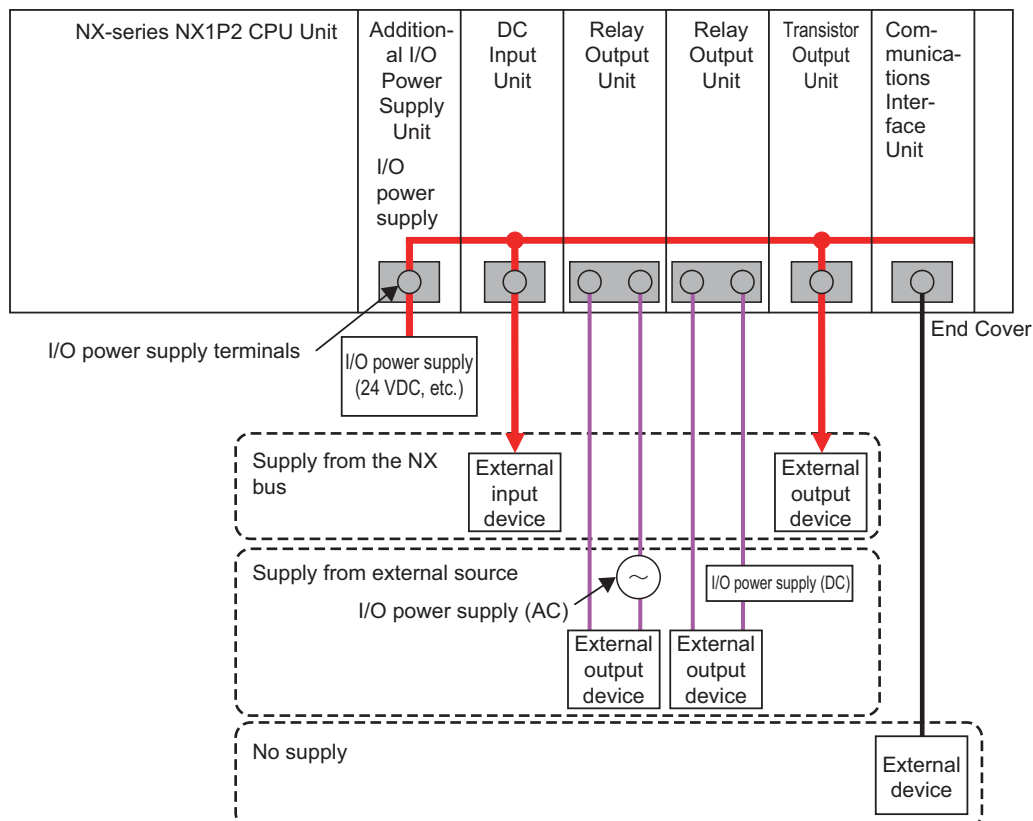 NX-series NX1P2 CPU Unit
Addition-
al I/O
Power
Supply
Unit
I/O
power
supply
DC
Input
Unit
Relay
Output
Unit
Relay
Output
Unit
Transistor
Output
Unit
Com-
munica-
tions
Inter-
face
Unit
End Cover
I/O power supply terminals
I/O power supply
(24 VDC, etc.)
Supply from the NX
bus
External
input
device
External
output
device
Supply from external source
~
I/O power supply (AC)
I/O power supply (DC)
External
output
device
External
output
device
No supply
External
device